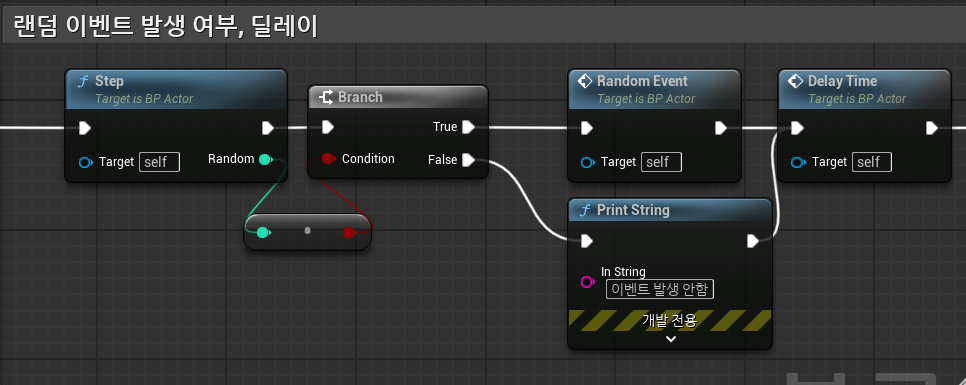 랜덤 이벤트 발생 여부, 딜레이
f Step
Target is BP Actor
Target self
Random
Branch
True
Condition
False
Random Event
Target is BP Actor
Target self
Delay Time
Target is BP Actor
Target self
f Print String
In String
이벤트 발생 안함
개발 전용